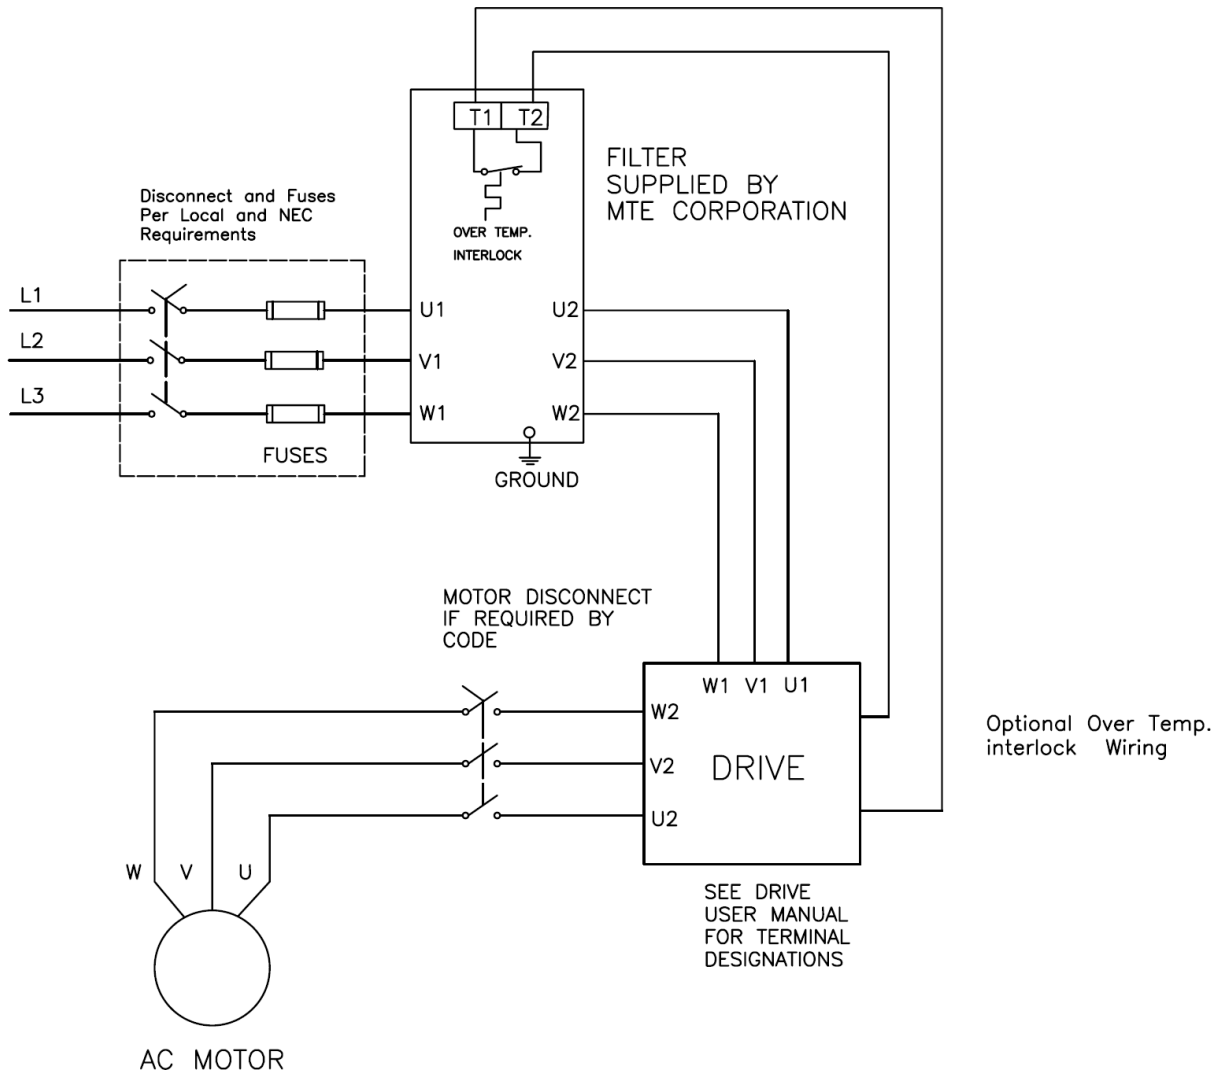 T1 T2
FILTER
SUPPLIED BY
MTE CORPORATION
Disconnect and Fuses
Per Local and NEC
Requirements
OVER TEMP.
INTERLOCK
L1
U1
U2
L2
V1
V2
L3
W1
W2
FUSES
GROUND
MOTOR DISCONNECT
IF REQUIRED BY
CODE
W1 V1 U1
W2
V2
DRIVE
U2
Optional Over Temp.
interlock Wiring
W V U
SEE DRIVE
USER MANUAL
FOR TERMINAL
DESIGNATIONS
AC MOTOR